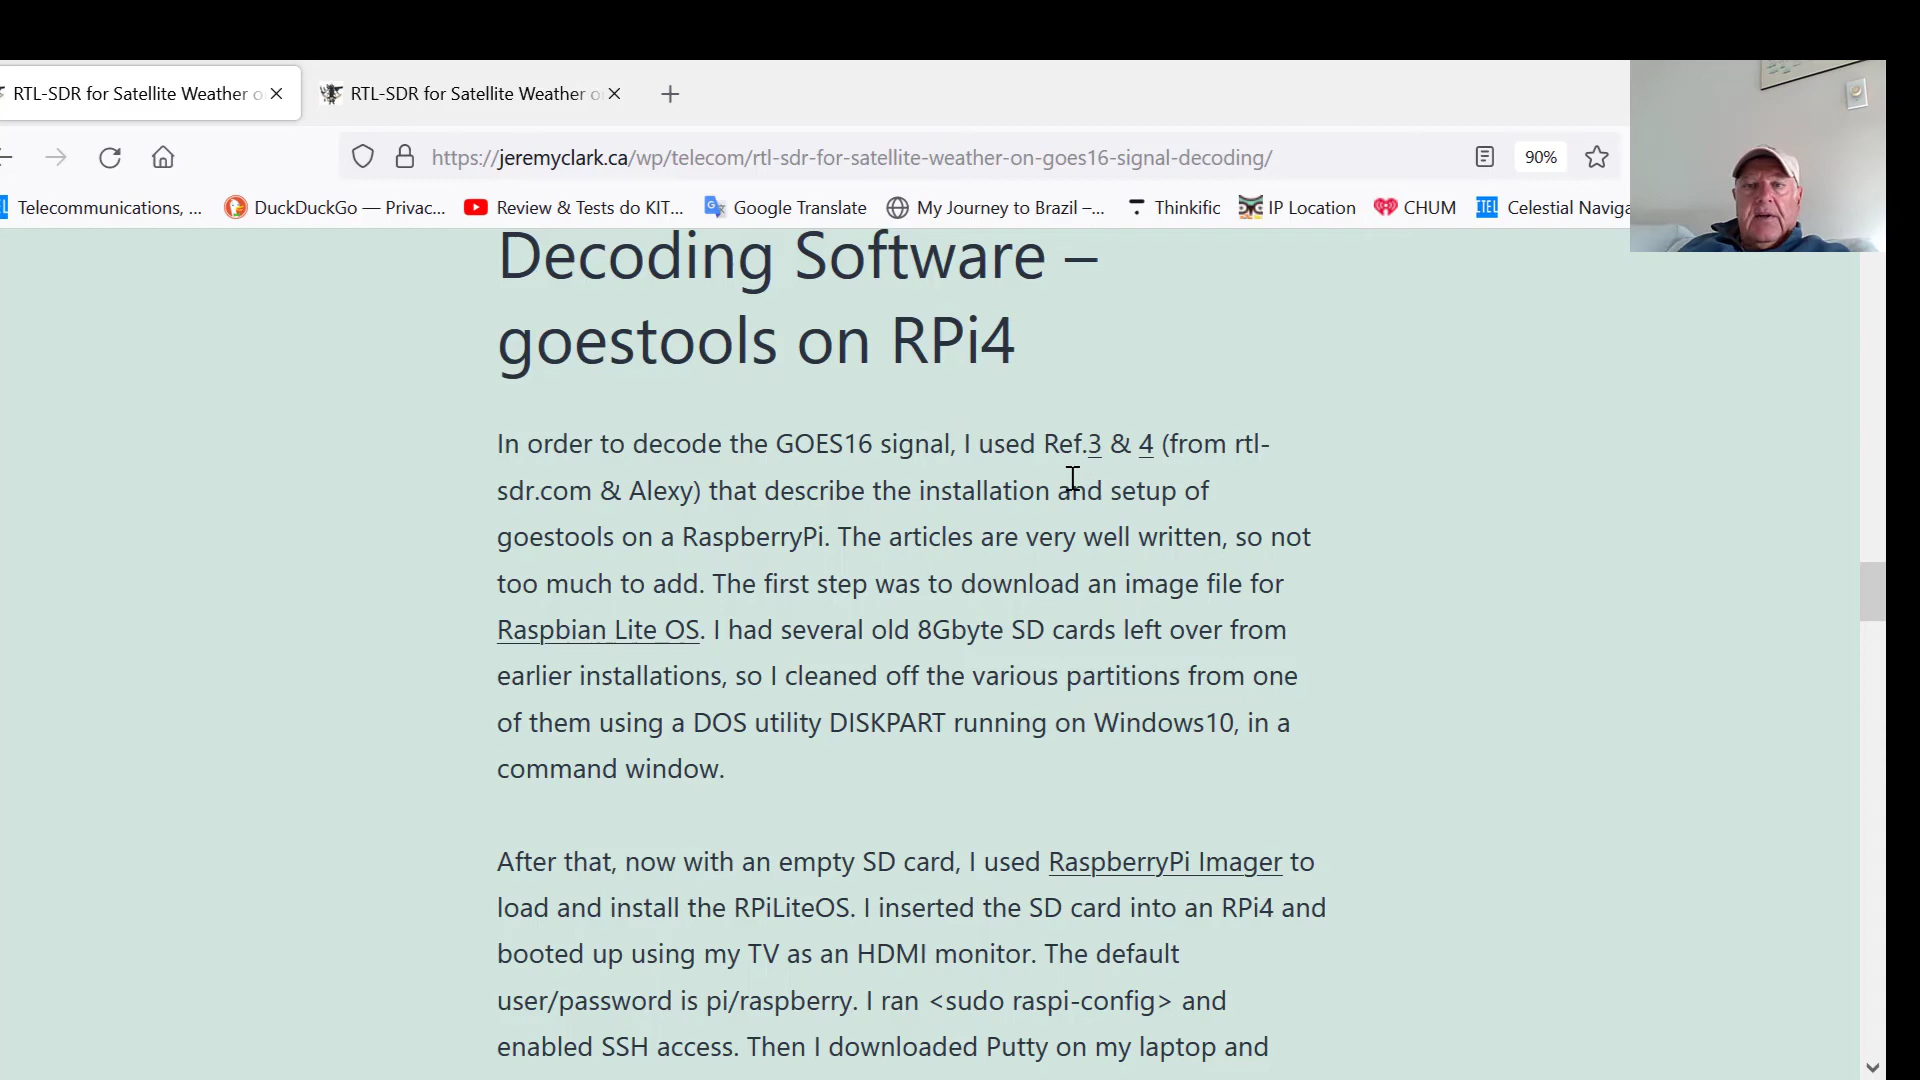 RTL-SDR for Satellite Weather o
RTL-SDR for Satellite Weather o
https://jeremyclark.ca/wp/telecom/rtl-sdr-for-satellite-weather-on-goes16-signal-decoding/
90%
Telecommunications, ...
DuckDuckGo — Privac...
Review & Tests do KIT...
Google Translate
My Journey to Brazil –...
Thinkific
IP Location
CHUM
ITEL
Celestial Naviga
Decoding Software –
goestools on RPi4
In order to decode the GOES16 signal, I used Ref.3 & 4 (from rtl-
sdr.com & Alexy) that describe the installation and setup of
goestools on a RaspberryPi. The articles are very well written, so not
too much to add. The first step was to download an image file for
Raspbian Lite OS. I had several old 8Gbyte SD cards left over from
earlier installations, so I cleaned off the various partitions from one
of them using a DOS utility DISKPART running on Windows10, in a
command window.
After that, now with an empty SD card, I used RaspberryPi Imager to
load and install the RPiLiteOS. I inserted the SD card into an RPi4 and
booted up using my TV as an HDMI monitor. The default
user/password is pi/raspberry. I ran <sudo raspi-config> and
enabled SSH access. Then I downloaded Putty on my laptop and